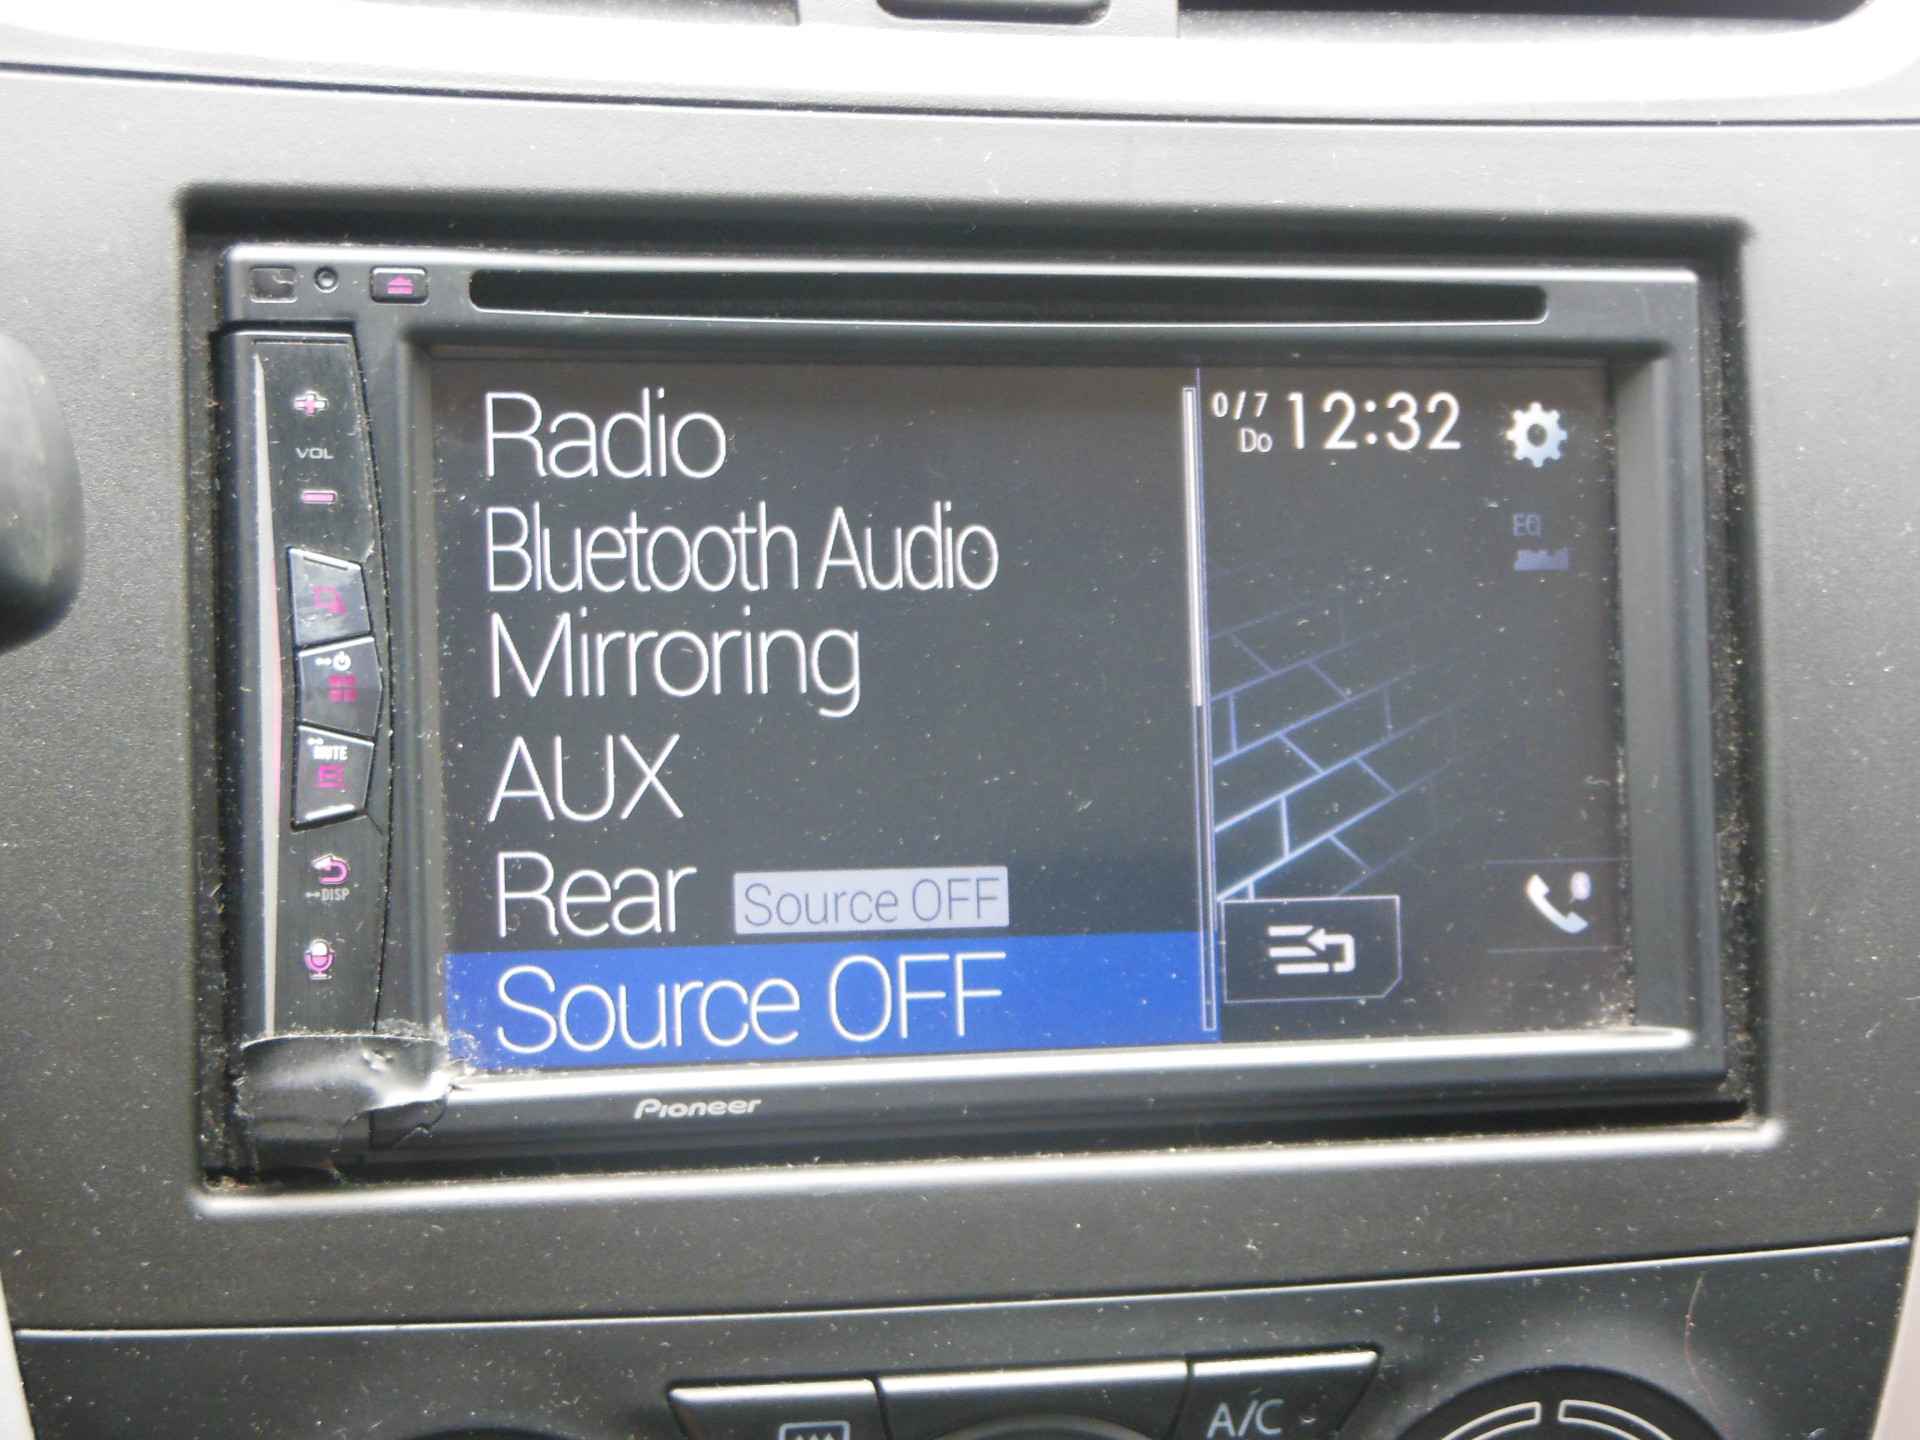 VOL
MUTE
DISP
Radio
Bluetooth Audio
Mirroring
AUX
Rear Source OFF
Source OFF
0/7
Do 12:32
EQ
Pioneer
A/C